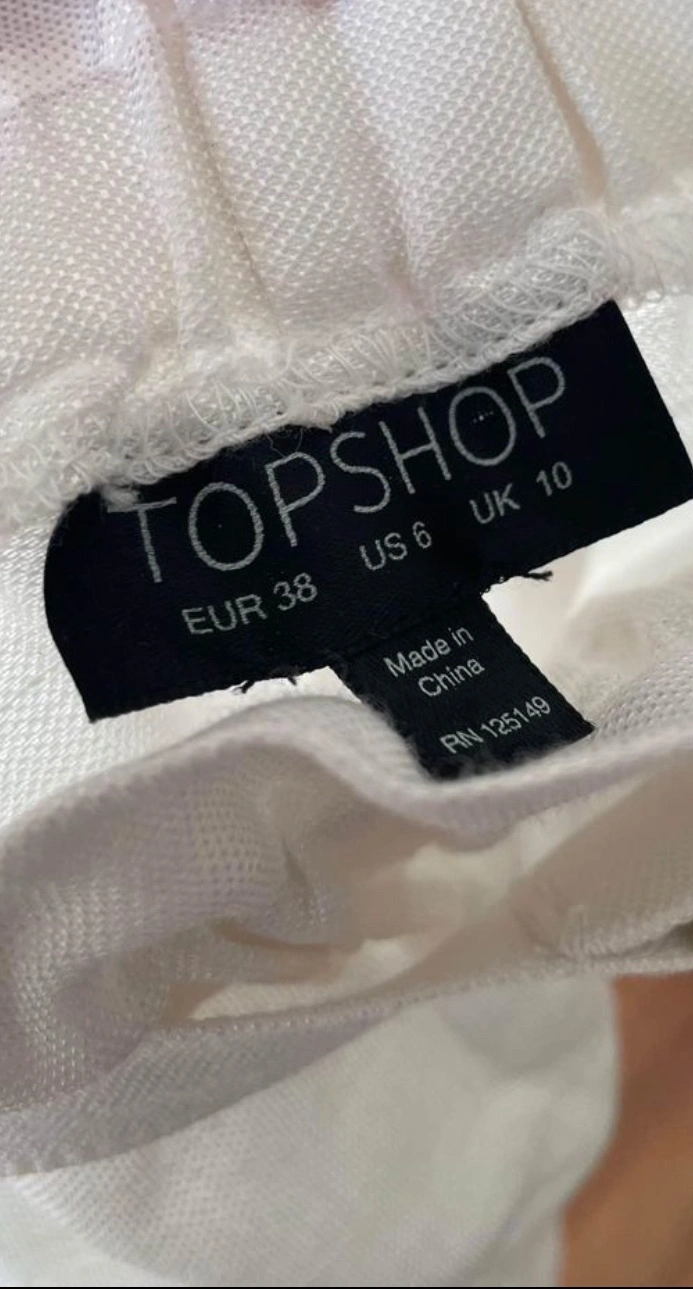 TOPSHOP
EUR 38 US 6 UK 10
Made in
China
RN 125149